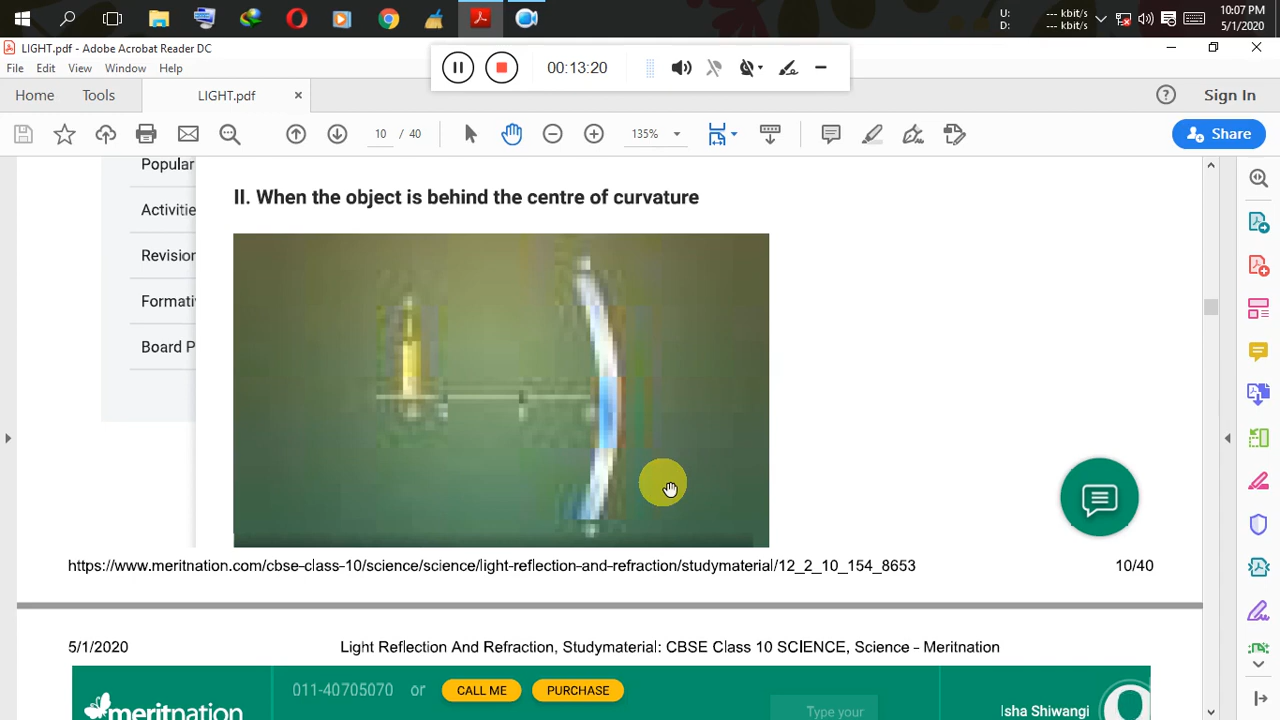 10:07 PM
U: -- kbit/s
D: -- kbit/s
5/1/2020
LIGHT.pdf - Adobe Acrobat Reader DC
File Edit View Window Help
00:13:20
Home Tools LIGHT.pdf × Sign In
10 / 40 135% Share
Popular
Activitie
Revision
Formati
Board P
II. When the object is behind the centre of curvature
https://www.meritnation.com/cbse-class-10/science/science/light-reflection-and-refraction/studymaterial/12_2_10_154_8653 10/40
5/1/2020 Light Reflection And Refraction, Studymaterial: CBSE Class 10 SCIENCE, Science - Meritnation
011-40705070 or CALL ME PURCHASE
Type your
meritnation
Isha Shiwangi